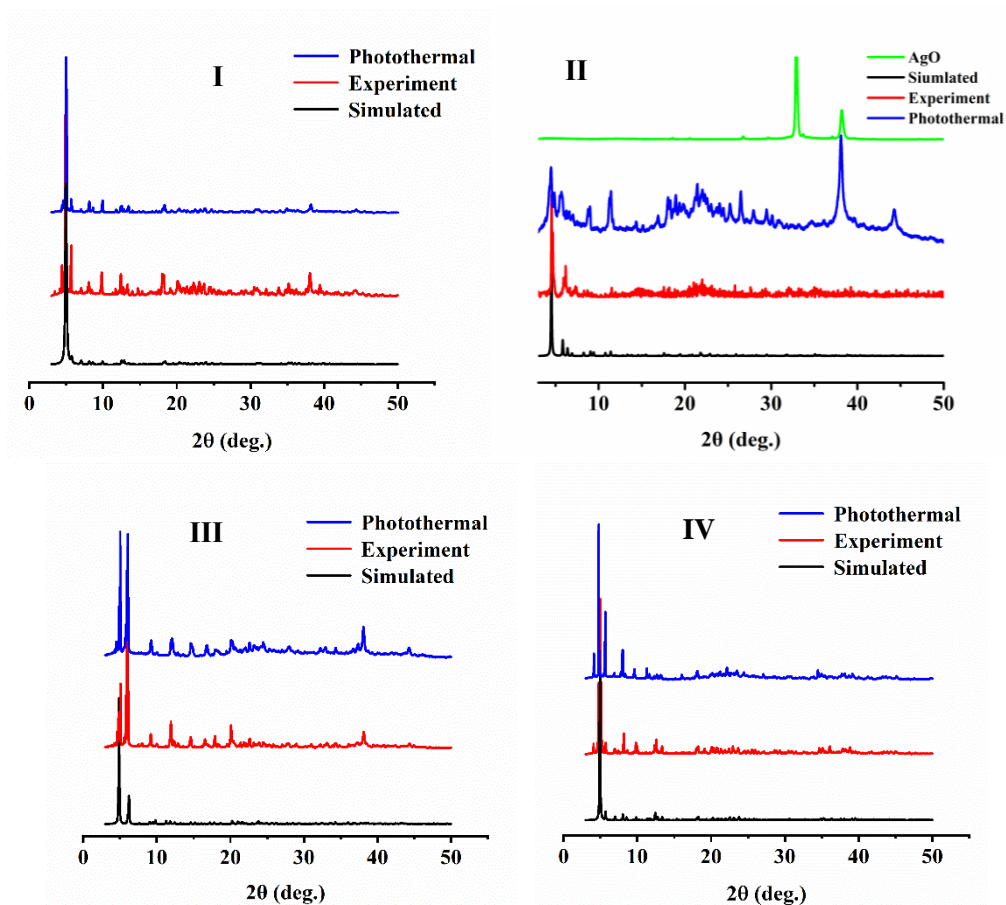 I
Photothermal
Experiment
Simulated
0 10 20 30 40 50
2θ (deg.)
II
AgO
Siumlated
Experiment
Photothermal
10 20 30 40 50
2θ (deg.)
III
Photothermal
Experiment
Simulated
0 10 20 30 40 50
2θ (deg.)
IV
Photothermal
Experiment
Simulated
0 10 20 30 40 50
2θ (deg.)